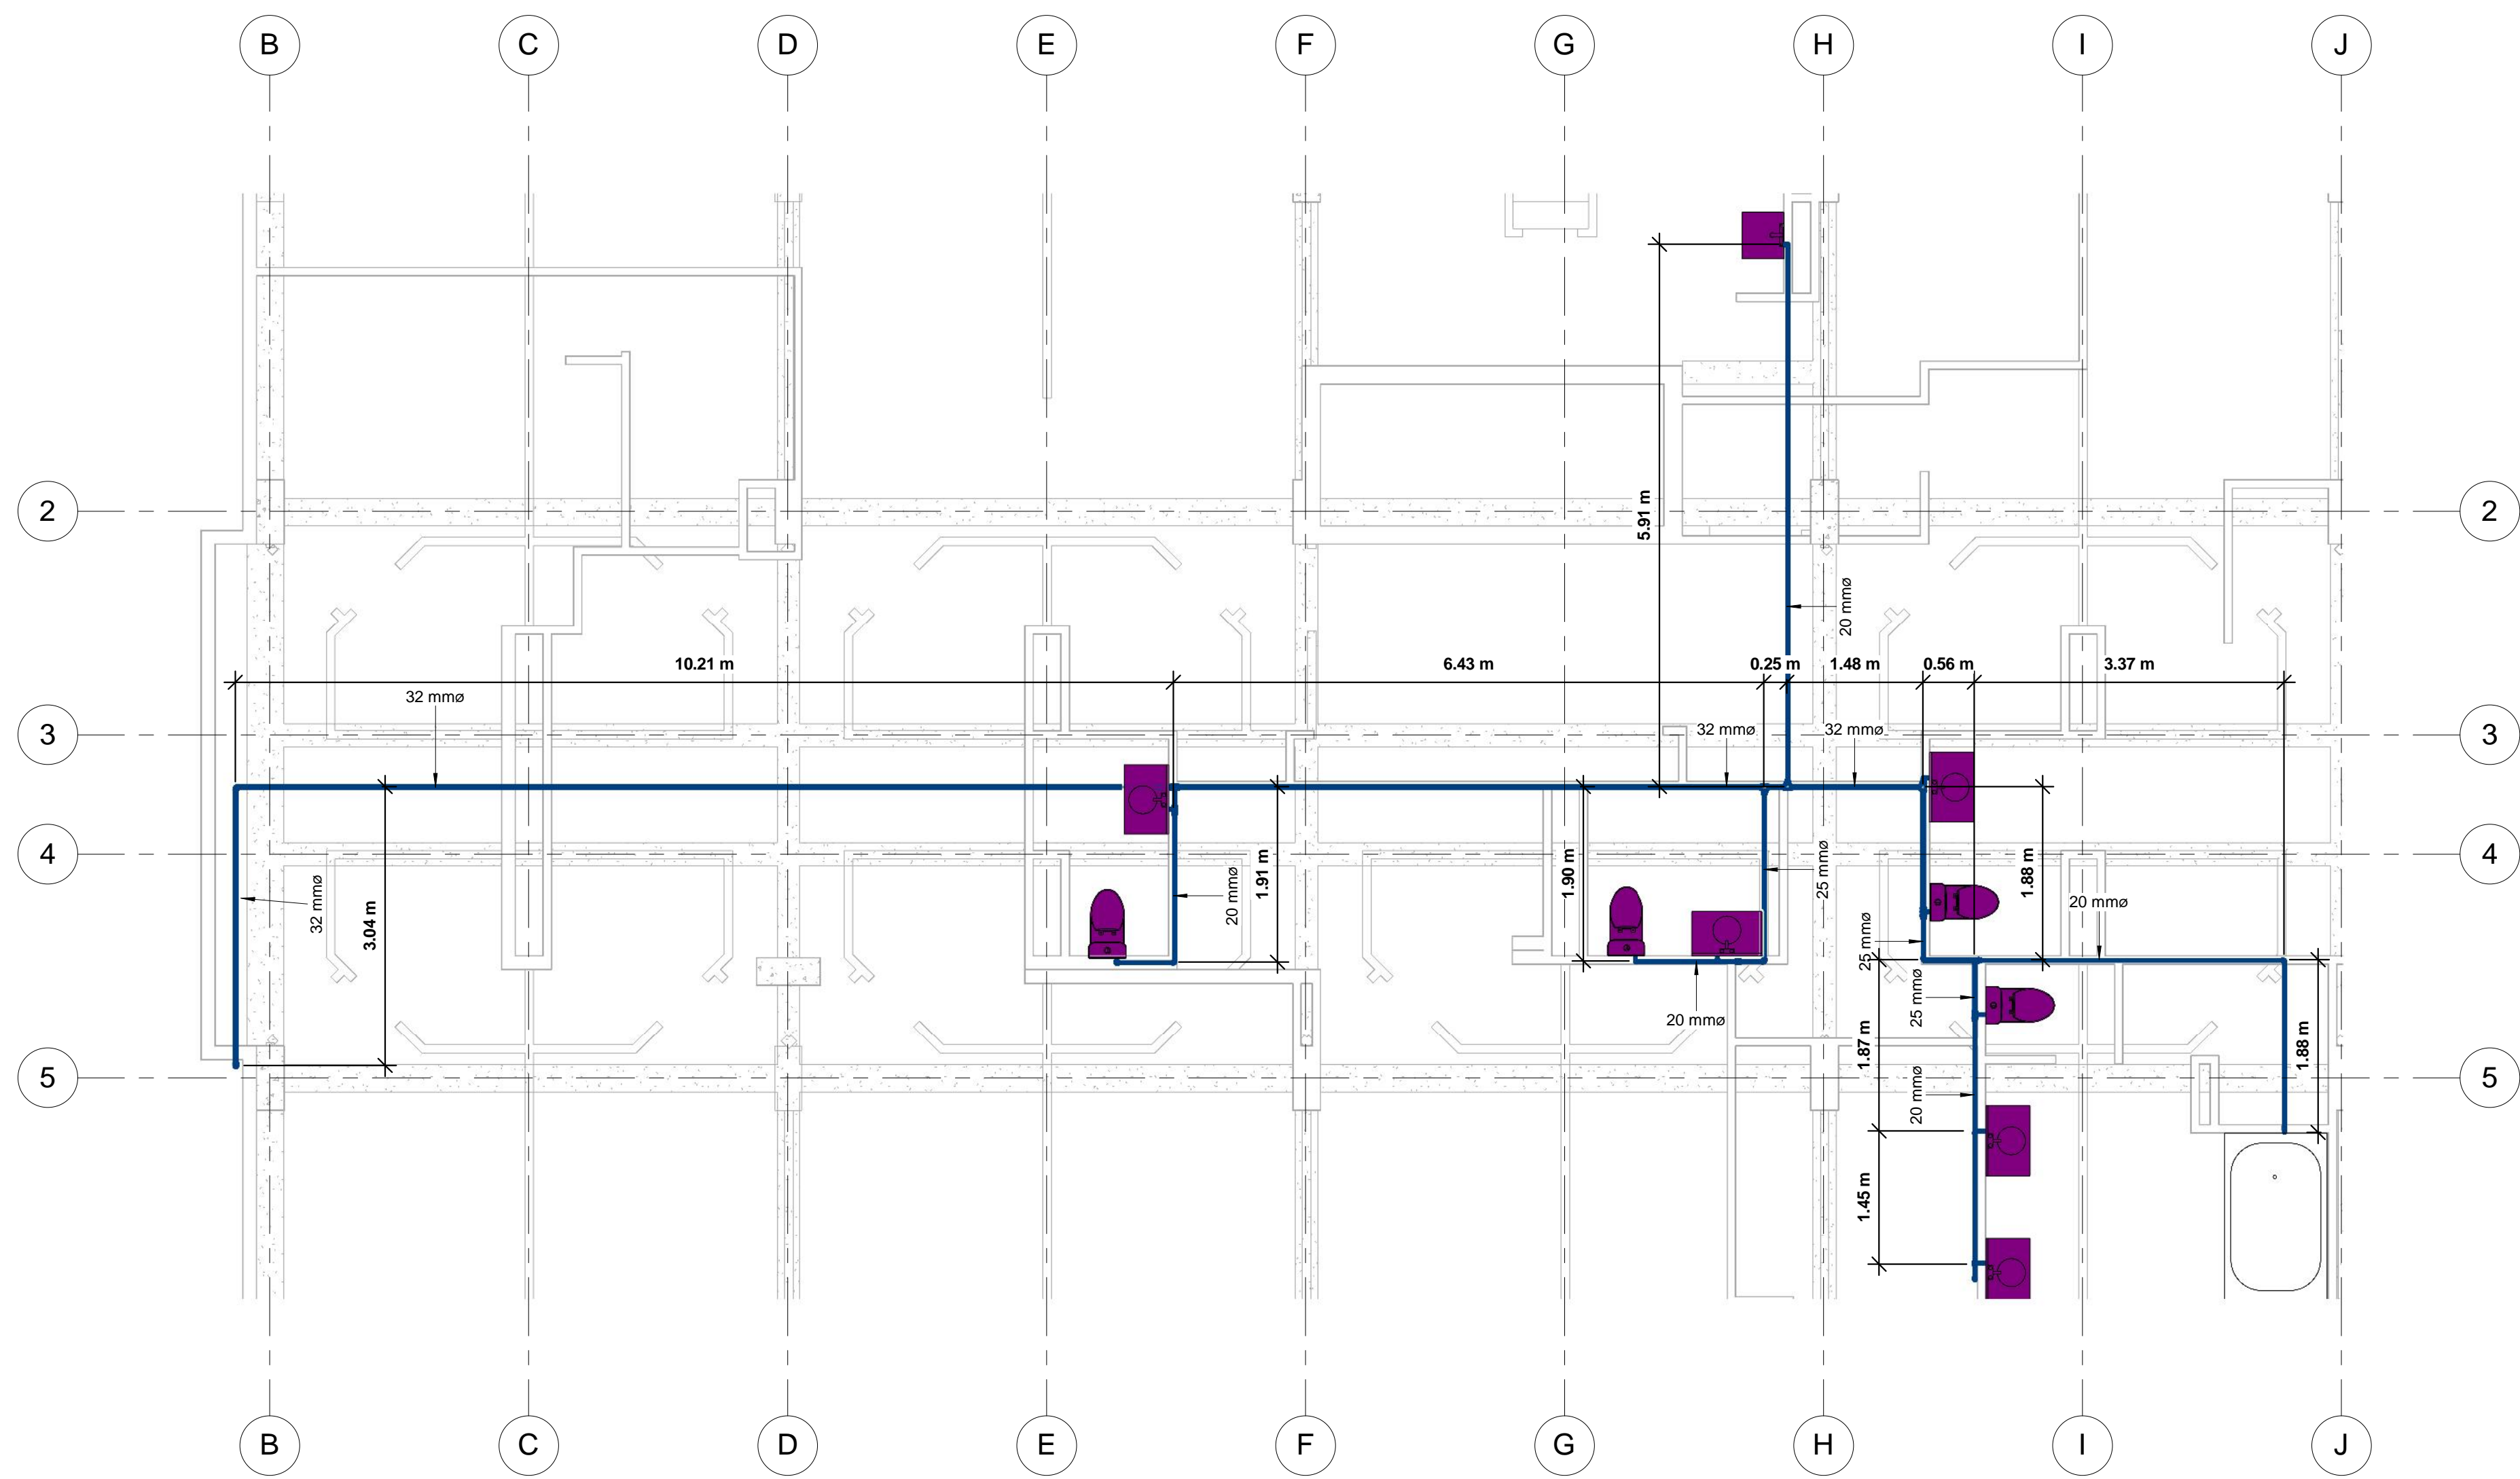 B C D E F G H I J
2 2
5.91 m
20 mmø
10.21 m 6.43 m 0.25 m 1.48 m 0.56 m 3.37 m
32 mmø
3 32 mmø 32 mmø 3
4 4
32 mmø
3.04 m
20 mmø
1.91 m
1.90 m
25 mmø
1.88 m
20 mmø
25 mmø
25 mmø
20 mmø
1.87 m
1.88 m
5 5
20 mmø
1.45 m
B C D E F G H I J